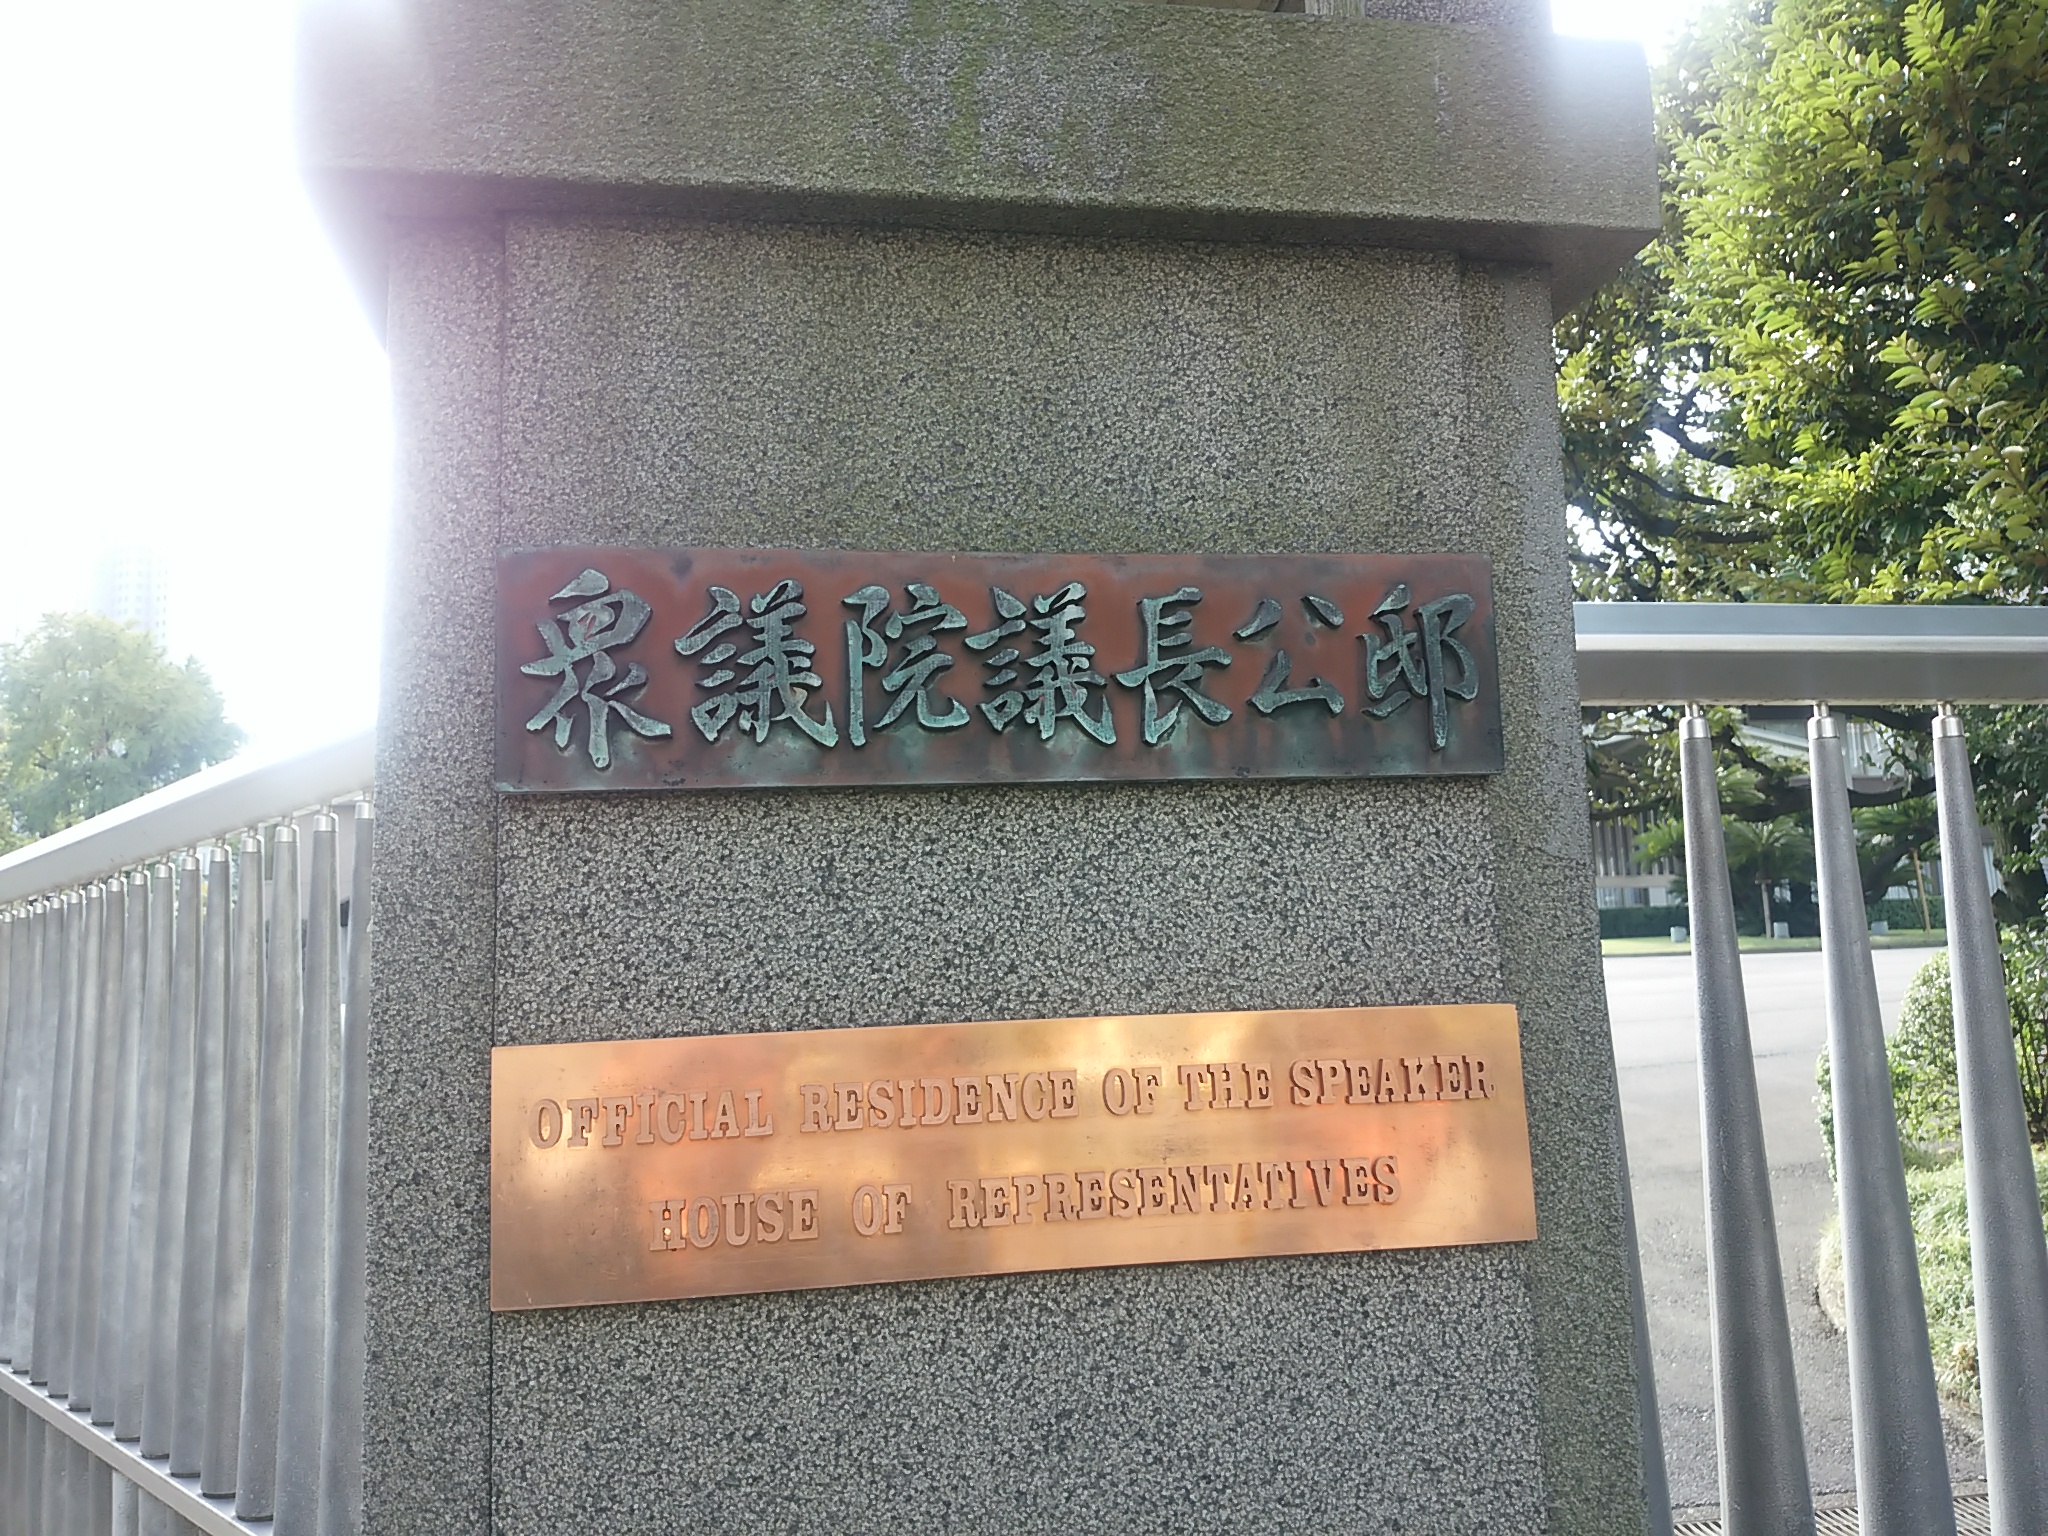 衆議院議長公邸
OFFICIAL RESIDENCE OF THE SPEAKER
HOUSE OF REPRESENTATIVES